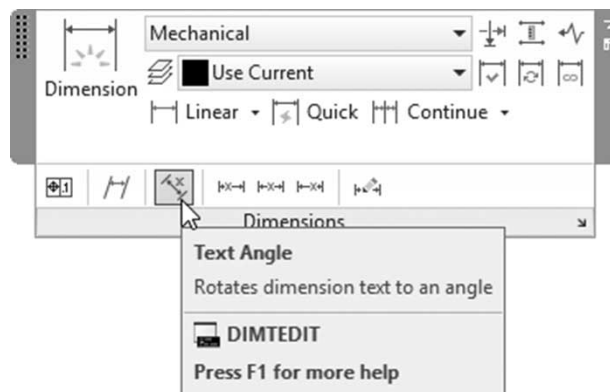 Mechanical
Use Current
Dimension
Linear Quick Continue
.1
Dimensions
Text Angle
Rotates dimension text to an angle
DIMTEDIT
Press F1 for more help